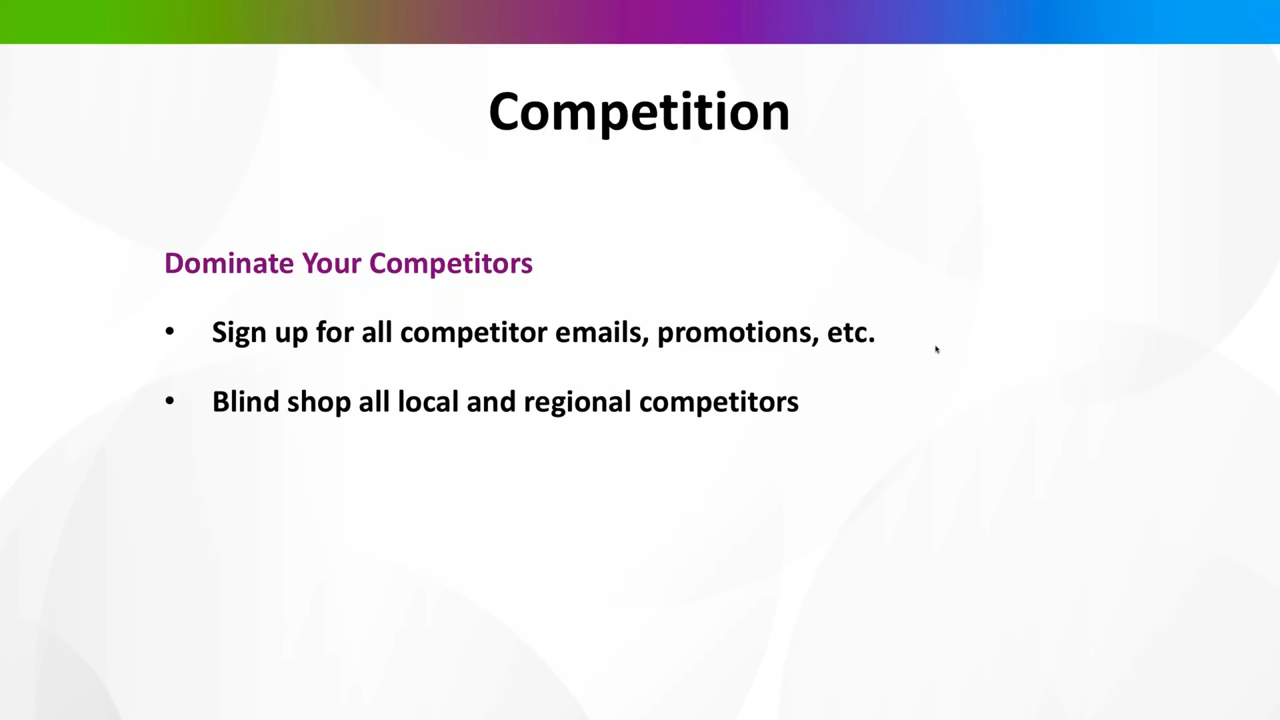 Competition
Dominate Your Competitors
• Sign up for all competitor emails, promotions, etc.
• Blind shop all local and regional competitors